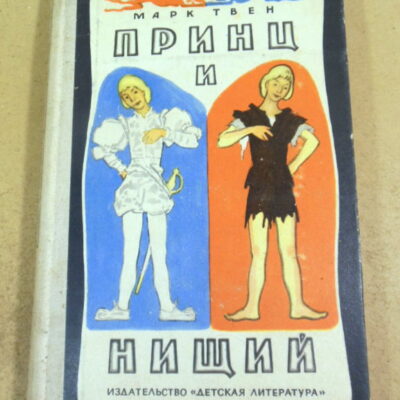 МАРК ТВЕН
ПРИНЦ
И
НИЩИЙ
ИЗДАТЕЛЬСТВО «ДЕТСКАЯ ЛИТЕРАТУРА»